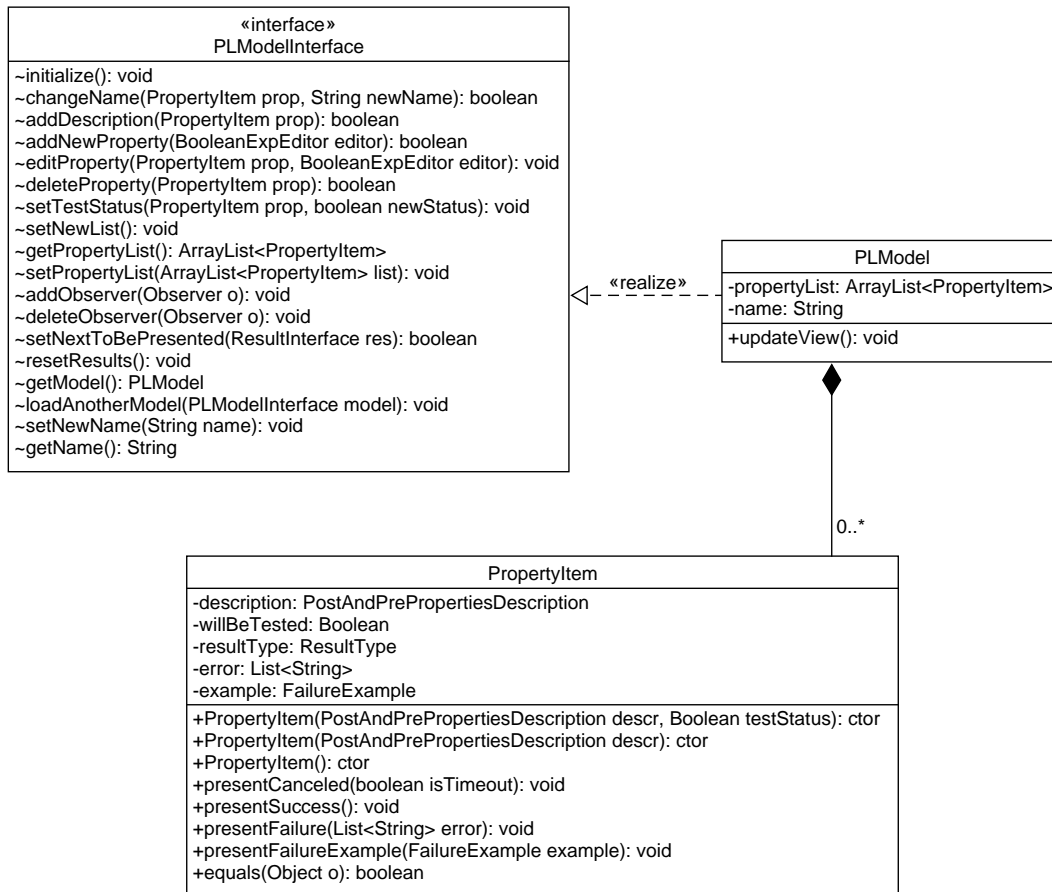 «interface»
PLModelInterface
~initialize(): void
~changeName(PropertyItem prop, String newName): boolean
~addDescription(PropertyItem prop): boolean
~addNewProperty(BooleanExpEditor editor): boolean
~editProperty(PropertyItem prop, BooleanExpEditor editor): void
~deleteProperty(PropertyItem prop): boolean
~setTestStatus(PropertyItem prop, boolean newStatus): void
~setNewList(): void
~getPropertyList(): ArrayList<PropertyItem>
~setPropertyList(ArrayList<PropertyItem> list): void
~addObserver(Observer o): void
~deleteObserver(Observer o): void
~setNextToBePresented(ResultInterface res): boolean
~resetResults(): void
~getModel(): PLModel
~loadAnotherModel(PLModelInterface model): void
~setNewName(String name): void
~getName(): String
«realize»
PLModel
-propertyList: ArrayList<PropertyItem>
-name: String
+updateView(): void
0..*
PropertyItem
-description: PostAndPrePropertiesDescription
-willBeTested: Boolean
-resultType: ResultType
-error: List<String>
-example: FailureExample
+PropertyItem(PostAndPrePropertiesDescription descr, Boolean testStatus): ctor
+PropertyItem(PostAndPrePropertiesDescription descr): ctor
+PropertyItem(): ctor
+presentCanceled(boolean isTimeout): void
+presentSuccess(): void
+presentFailure(List<String> error): void
+presentFailureExample(FailureExample example): void
+equals(Object o): boolean